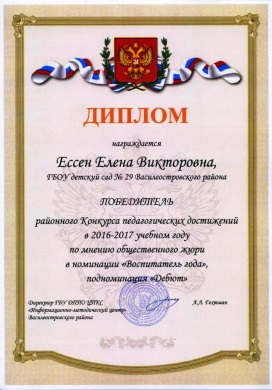 ДИПЛОМ
награждается
Ессен Елена Викторовна,
ГБОУ детский сад № 29 Василеостровского района
ПОБЕДИТЕЛЬ
районного Конкурса педагогических достижений
в 2016-2017 учебном году
по мнению общественного жюри
в номинации «Воспитатель года»,
подноминация «Дебют»
Директор ГБУ ДППО ЦПКС
«Информационно-методический центр»
Василеостровского района
А.А. Гехтман